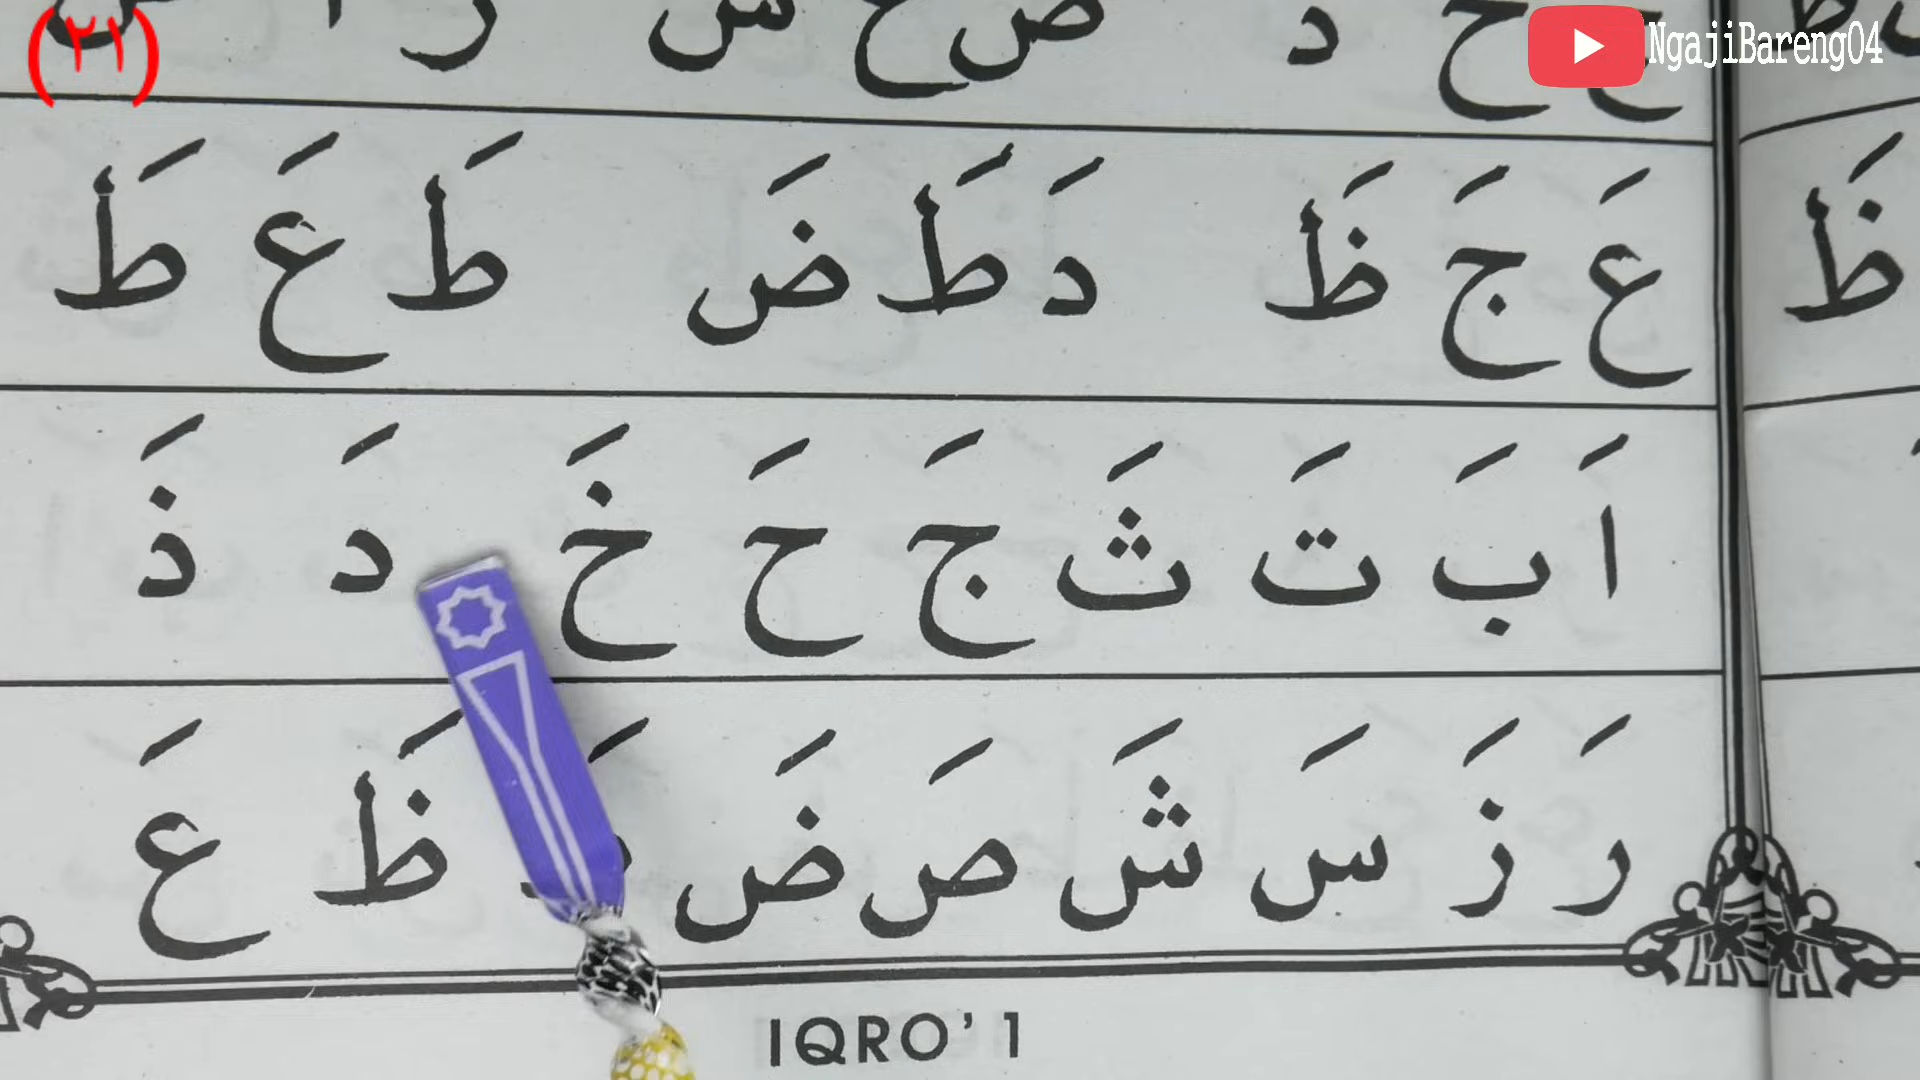 (٢١)
NgajiBareng04
عَ جَ ظَ دَ طَ ضَ طَ عَ طَ
اَ بَ تَ ثَ جَ حَ خَ دَ ذَ
رَ زَ سَ شَ صَ ضَ ظَ عَ
IQRO' 1